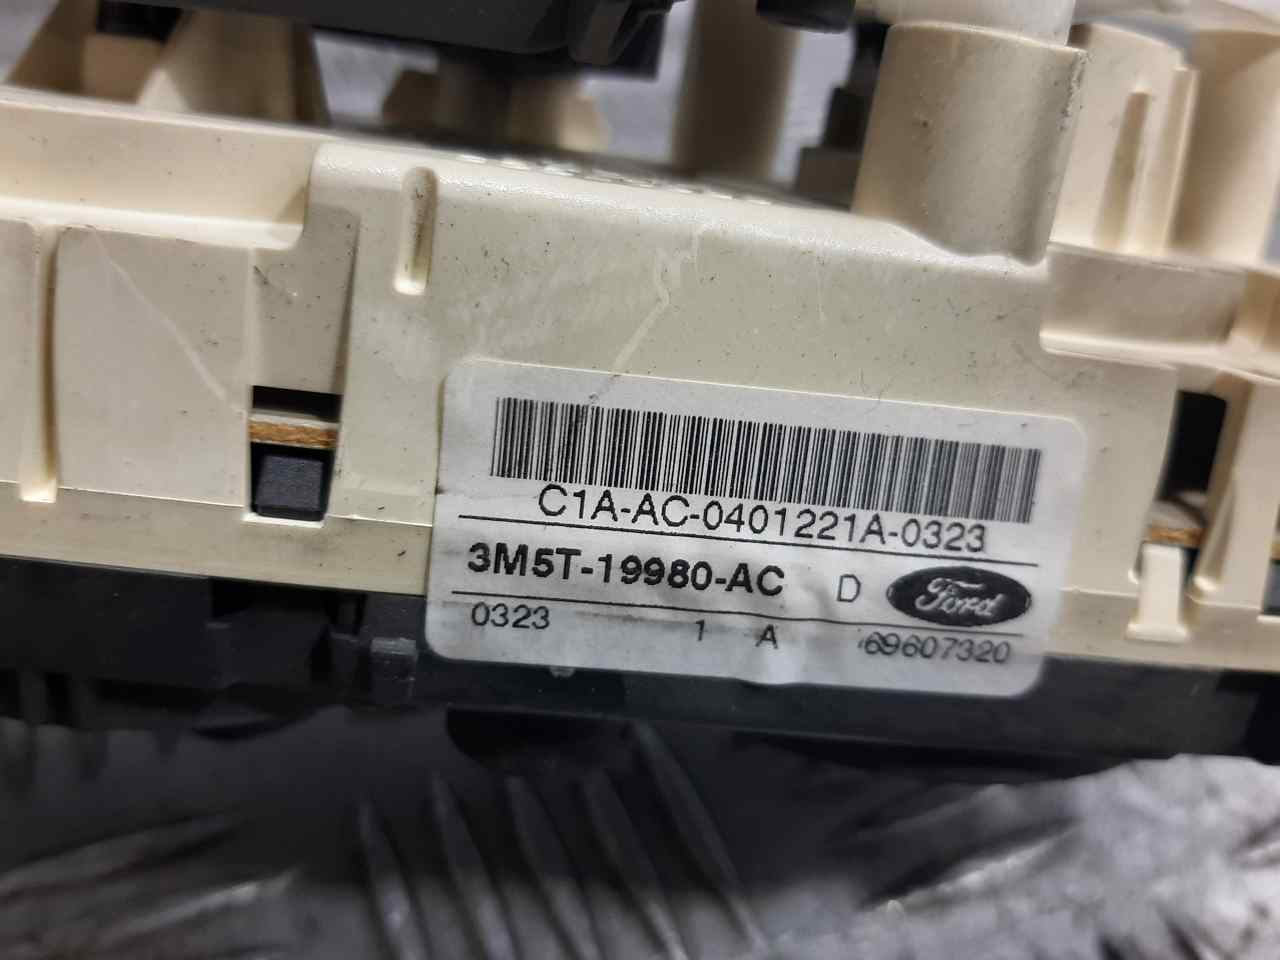 C1A-AC-0401221A-0323
3M5T-19980-AC D Ford
0323 1 A 69607320